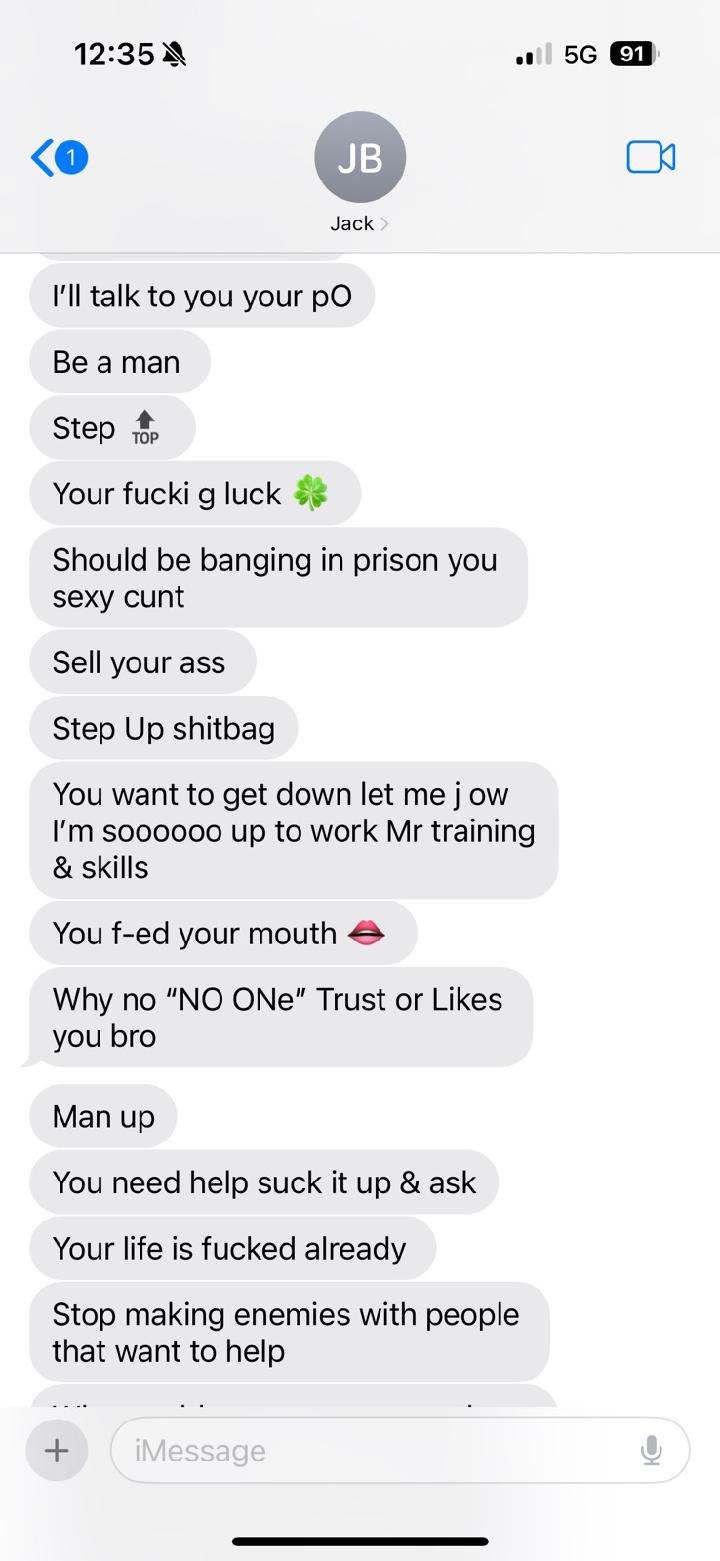 12:35
5G
91
1
JB
Jack
I'll talk to you your pO
Be a man
Step 🔝
TOP
Your fucki g luck 🍀
Should be banging in prison you
sexy cunt
Sell your ass
Step Up shitbag
You want to get down let me j ow
I'm soooooo up to work Mr training
& skills
You f-ed your mouth 👄
Why no “NO ONe” Trust or Likes
you bro
Man up
You need help suck it up & ask
Your life is fucked already
Stop making enemies with people
that want to help
iMessage